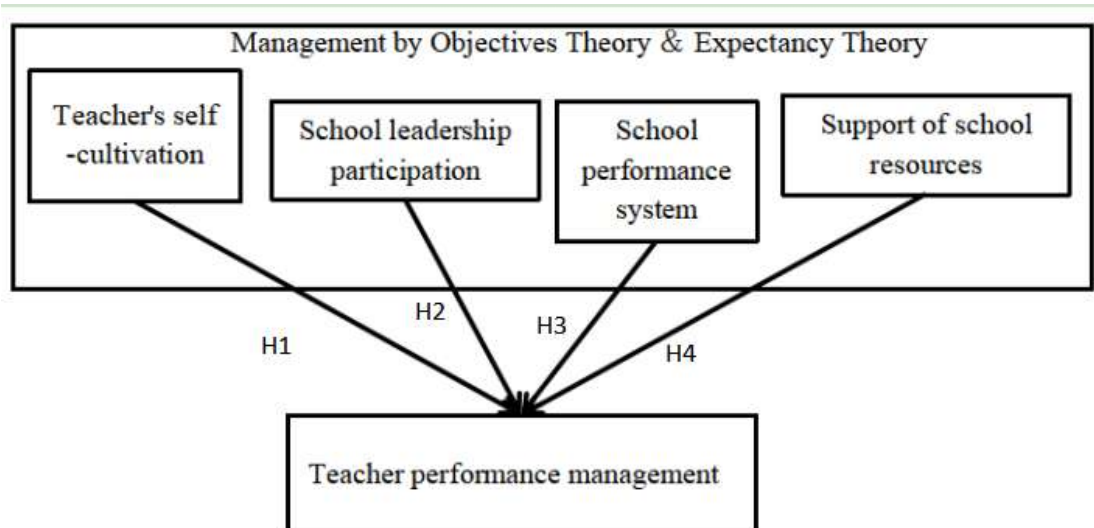 Management by Objectives Theory & Expectancy Theory
Teacher's self
-cultivation
School leadership
participation
School
performance
system
Support of school
resources
H1
H2
H3
H4
Teacher performance management